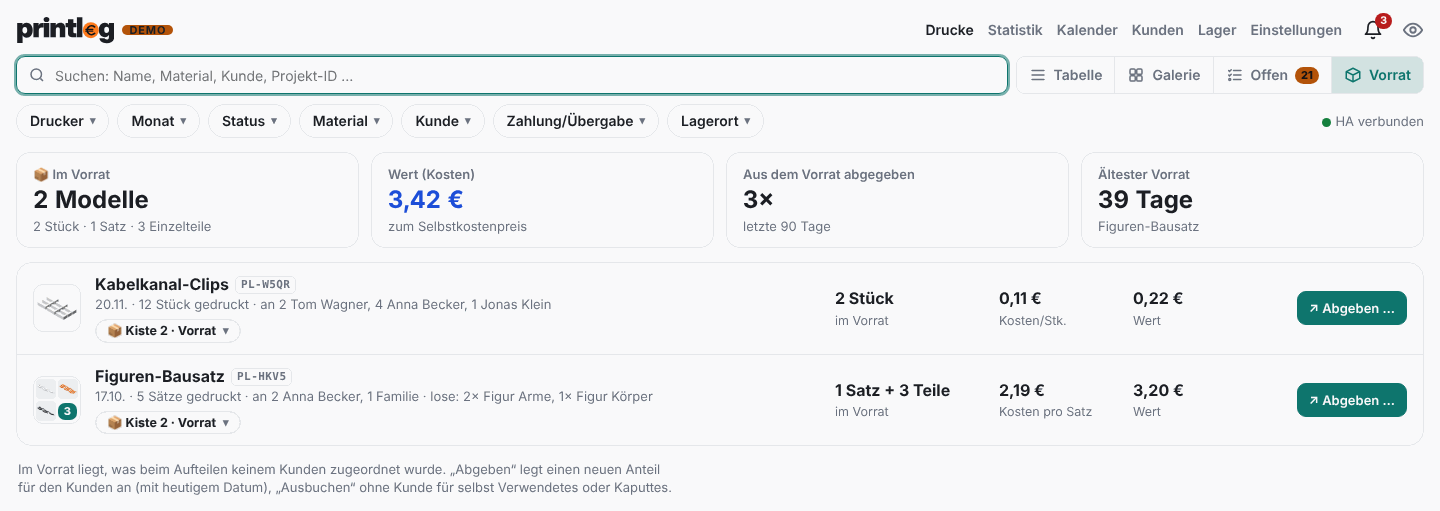 printl€g DEMO
Drucke Statistik Kalender Kunden Lager Einstellungen 3
Suchen: Name, Material, Kunde, Projekt-ID ...
Tabelle Galerie Offen 21 Vorrat
Drucker ▾ Monat ▾ Status ▾ Material ▾ Kunde ▾ Zahlung/Übergabe ▾ Lagerort ▾
HA verbunden
📦 Im Vorrat
2 Modelle
2 Stück · 1 Satz · 3 Einzelteile
Wert (Kosten)
3,42 €
zum Selbstkostenpreis
Aus dem Vorrat abgegeben
3×
letzte 90 Tage
Ältester Vorrat
39 Tage
Figuren-Bausatz
Kabelkanal-Clips PL-W5QR
20.11. · 12 Stück gedruckt · an 2 Tom Wagner, 4 Anna Becker, 1 Jonas Klein
📦 Kiste 2 · Vorrat ▾
2 Stück
im Vorrat
0,11 €
Kosten/Stk.
0,22 €
Wert
↗ Abgeben ...
3
Figuren-Bausatz PL-HKV5
17.10. · 5 Sätze gedruckt · an 2 Anna Becker, 1 Familie · lose: 2× Figur Arme, 1× Figur Körper
📦 Kiste 2 · Vorrat ▾
1 Satz + 3 Teile
im Vorrat
2,19 €
Kosten pro Satz
3,20 €
Wert
↗ Abgeben ...
Im Vorrat liegt, was beim Aufteilen keinem Kunden zugeordnet wurde. „Abgeben“ legt einen neuen Anteil
für den Kunden an (mit heutigem Datum), „Ausbuchen“ ohne Kunde für selbst Verwendetes oder Kaputtes.